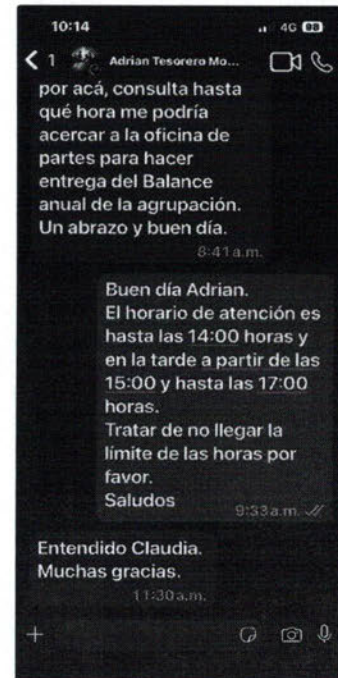 10:14 4G 88
1 Adrian Tesorero Mo...
por acá, consulta hasta
qué hora me podría
acercar a la oficina de
partes para hacer
entrega del Balance
anual de la agrupación.
Un abrazo y buen día.
8:41 a.m.
Buen día Adrian.
El horario de atención es
hasta las 14:00 horas y
en la tarde a partir de las
15:00 y hasta las 17:00
horas.
Tratar de no llegar la
límite de las horas por
favor.
Saludos
9:33 a.m.
Entendido Claudia.
Muchas gracias.
11:30 a.m.